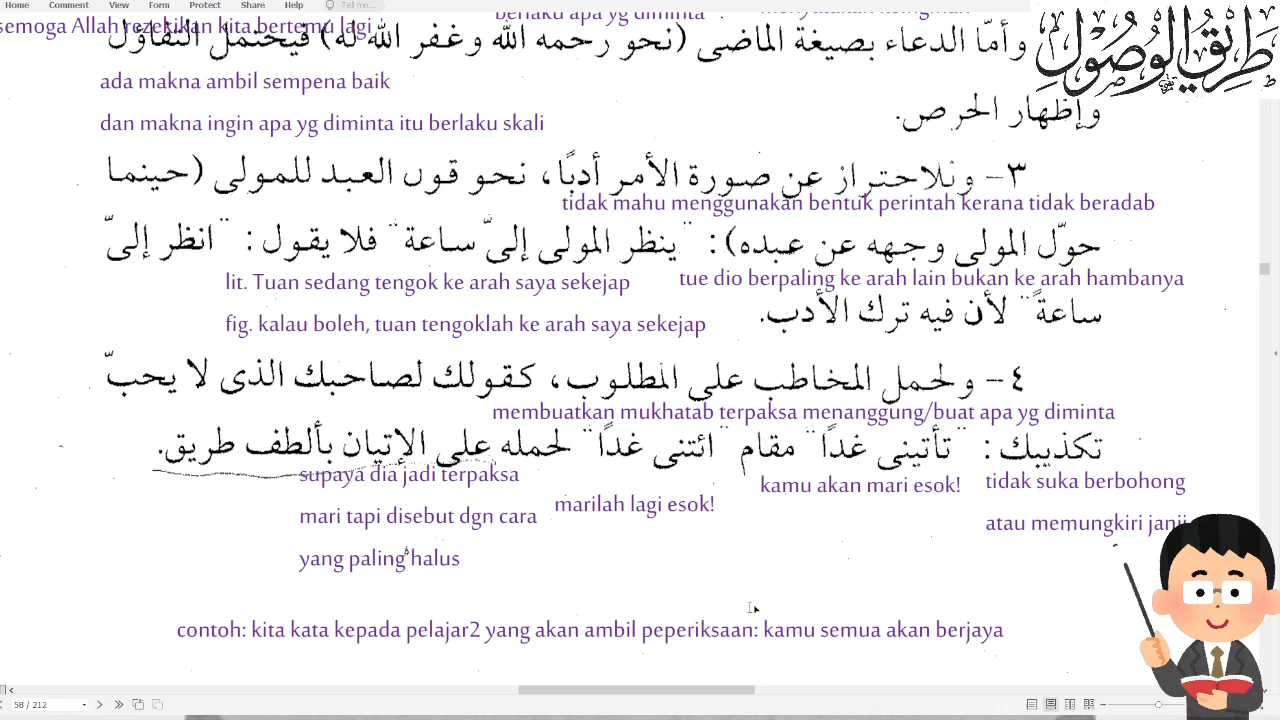 Home Comment View Form Protect Share Help Tell me...
berlaku apa yg diminta
semoga Allah rezekikan kita bertemu lagi
وأمّا الدعاء بصيغة الماضى (نحو رحمه الله وغفر الله له) فيحتمل التفاؤل
طريق الوصول
ada makna ambil sempena baik
dan makna ingin apa yg diminta itu berlaku skali
وإظهار الحرص.
٣- وللاحتراز عن صورة الأمر أدبًا، نحو قول العبد للمولى (حينما
tidak mahu menggunakan bentuk perintah kerana tidak beradab
حوّل المولى وجهه عن عبده): "ينظر المولى إلىّ ساعة" فلا يقول: "انظر إلىّ
lit. Tuan sedang tengok ke arah saya sekejap
tue dio berpaling ke arah lain bukan ke arah hambanya
fig. kalau boleh, tuan tengoklah ke arah saya sekejap
ساعةً" لأن فيه ترك الأدب.
٤- ولحمل المخاطب على المطلوب، كقولك لصاحبك الذى لا يحبّ
membuatkan mukhatab terpaksa menanggung/buat apa yg diminta
تكذيبك: "تأتينى غدًا" مقام "ائتنى غدًا" لحمله على الإتيان بألطف طريق.
supaya dia jadi terpaksa
mari tapi disebut dgn cara
yang paling halus
marilah lagi esok!
kamu akan mari esok!
tidak suka berbohong
atau memungkiri janji
contoh: kita kata kepada pelajar2 yang akan ambil peperiksaan: kamu semua akan berjaya
58 / 212